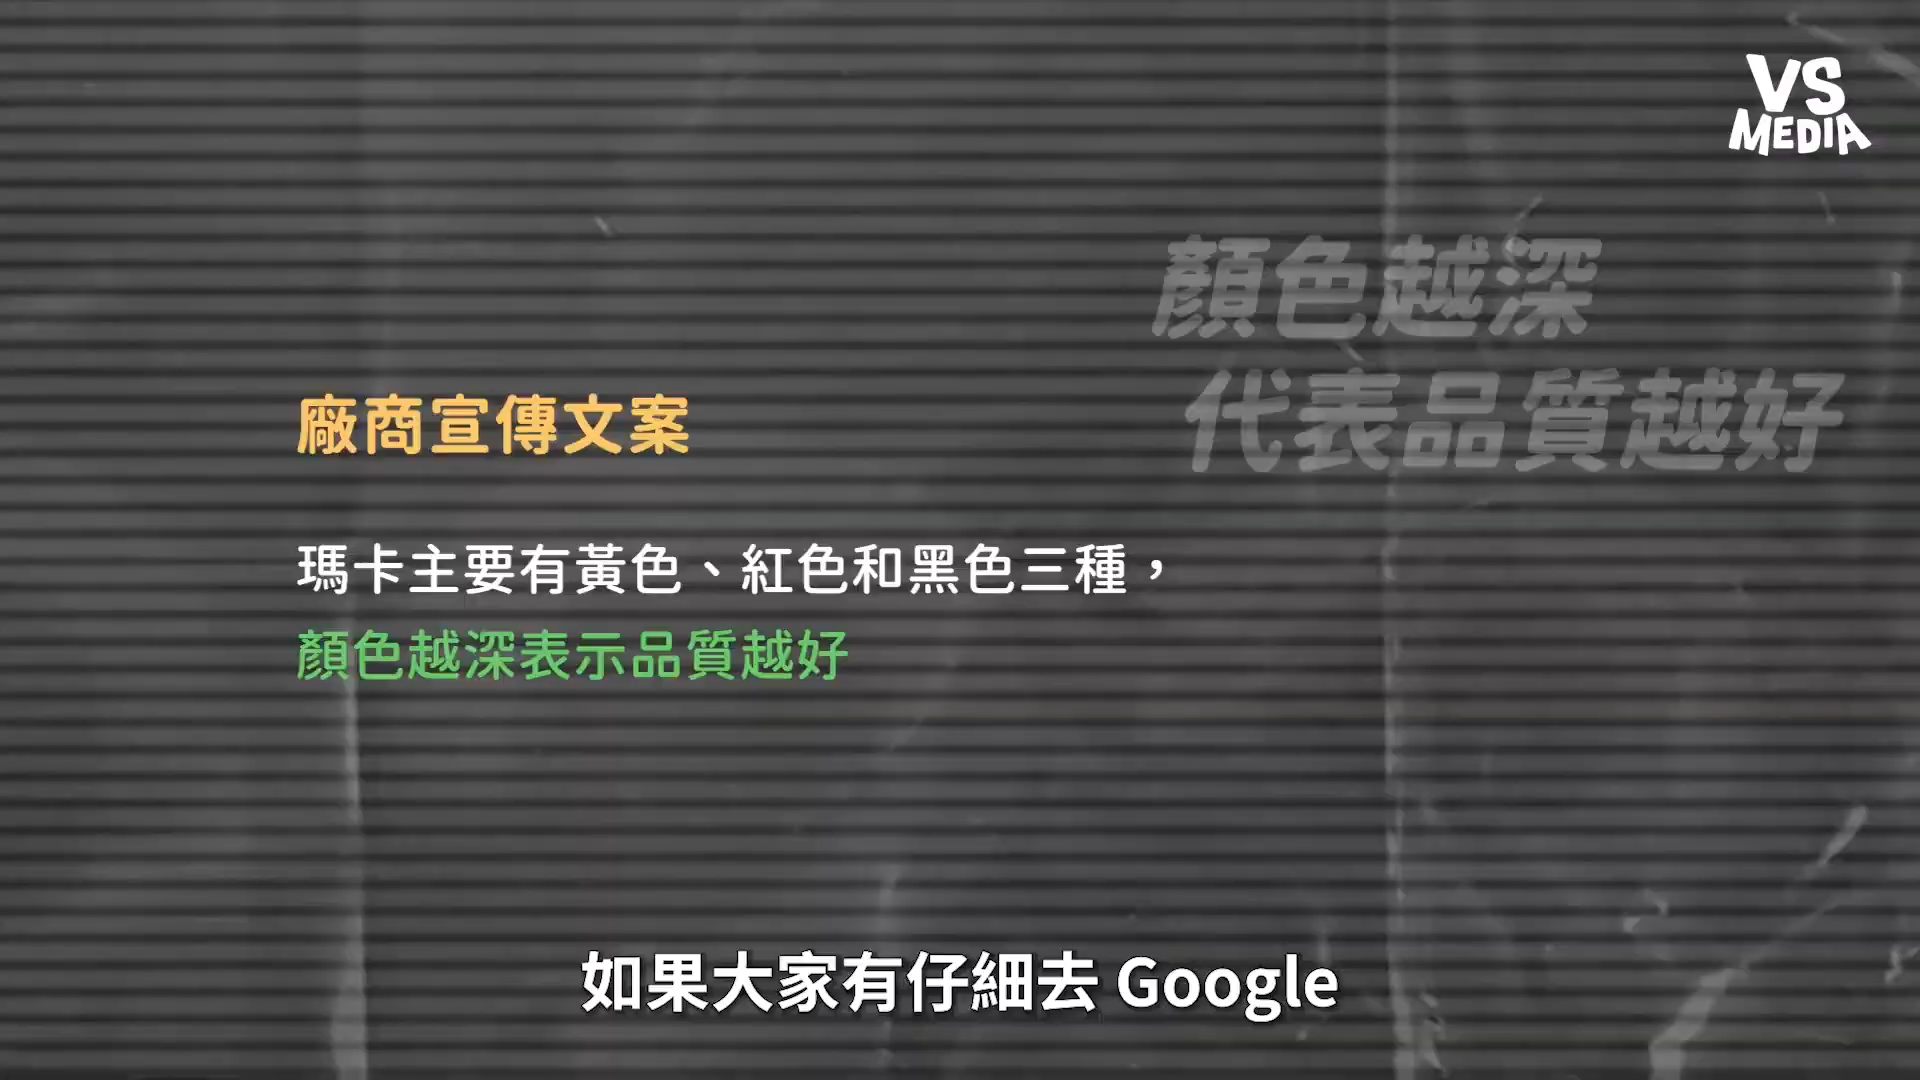 VS
MEDIA
顏色越深
代表品質越好
廠商宣傳文案
瑪卡主要有黃色、紅色和黑色三種，
顏色越深表示品質越好
如果大家有仔細去 Google